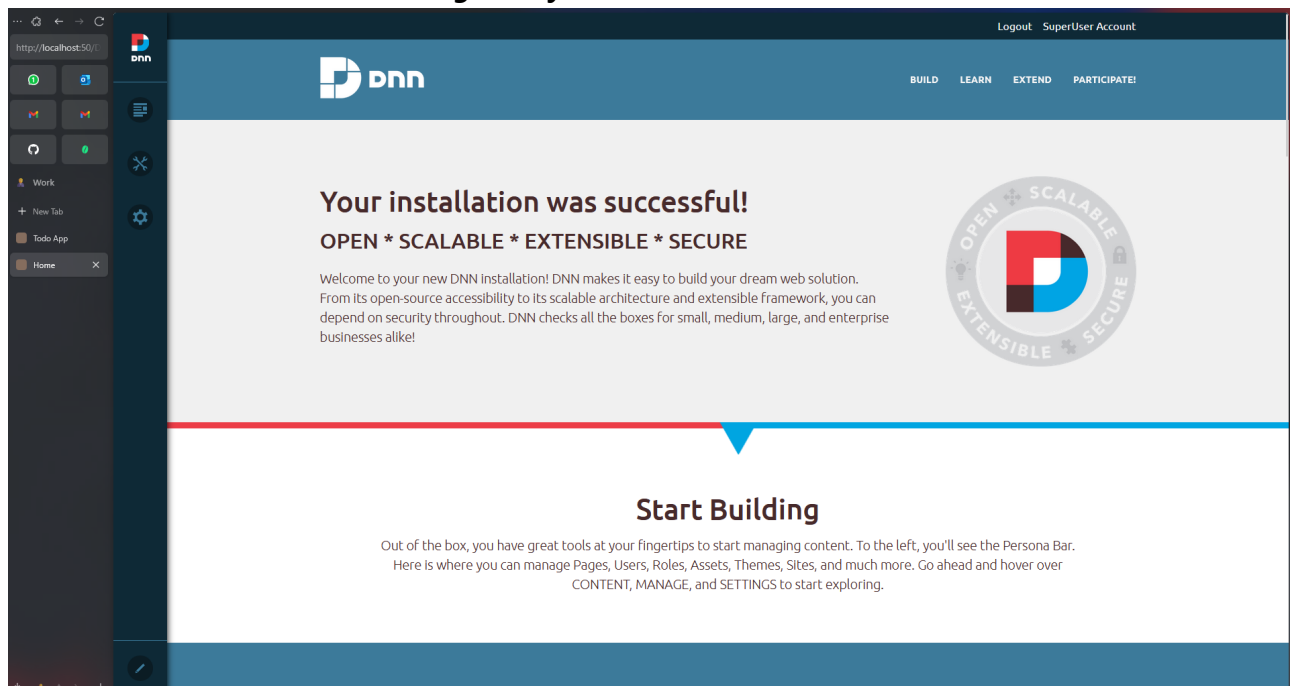 http://localhost:50/D
Work
New Tab
Todo App
Home
DNN
Logout SuperUser Account
DNN
BUILD LEARN EXTEND PARTICIPATE!
Your installation was successful!
OPEN * SCALABLE * EXTENSIBLE * SECURE
Welcome to your new DNN installation! DNN makes it easy to build your dream web solution.
From its open-source accessibility to its scalable architecture and extensible framework, you can
depend on security throughout. DNN checks all the boxes for small, medium, large, and enterprise
businesses alike!
OPEN SCALABLE SECURE EXTENSIBLE
Start Building
Out of the box, you have great tools at your fingertips to start managing content. To the left, you'll see the Persona Bar.
Here is where you can manage Pages, Users, Roles, Assets, Themes, Sites, and much more. Go ahead and hover over
CONTENT, MANAGE, and SETTINGS to start exploring.